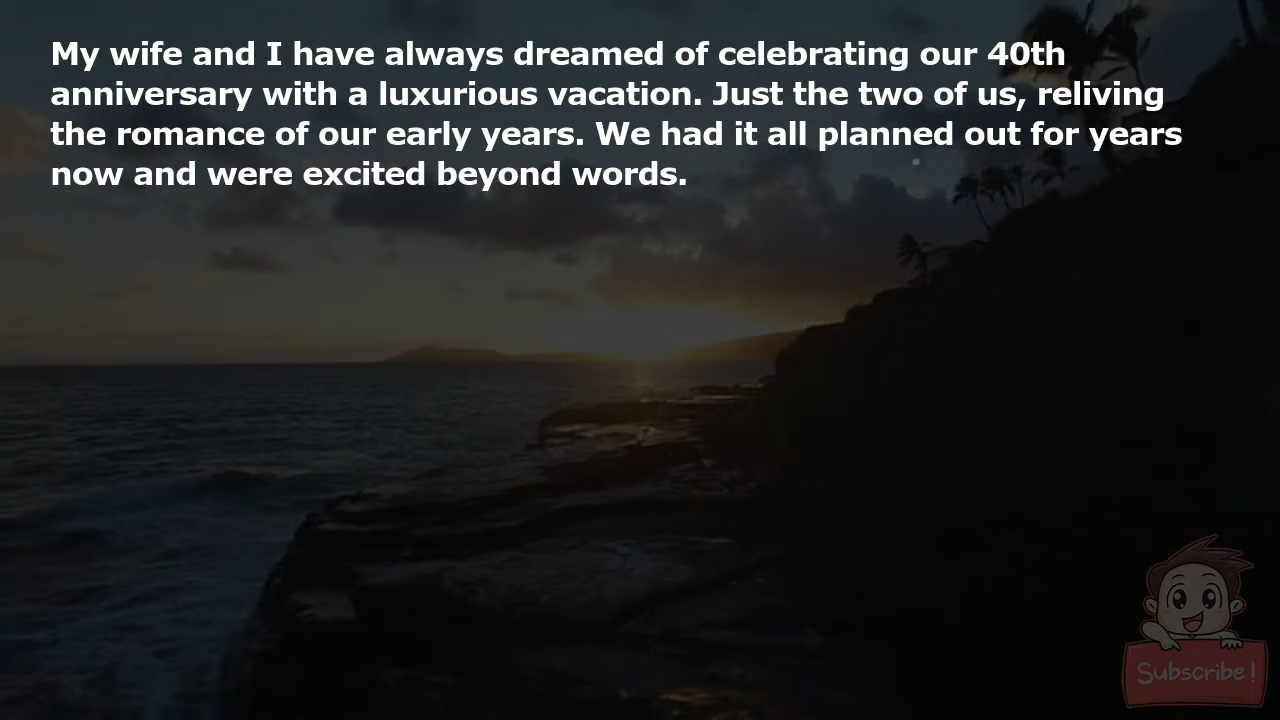 My wife and I have always dreamed of celebrating our 40th
anniversary with a luxurious vacation. Just the two of us, reliving
the romance of our early years. We had it all planned out for years
now and were excited beyond words.
Subscribe!